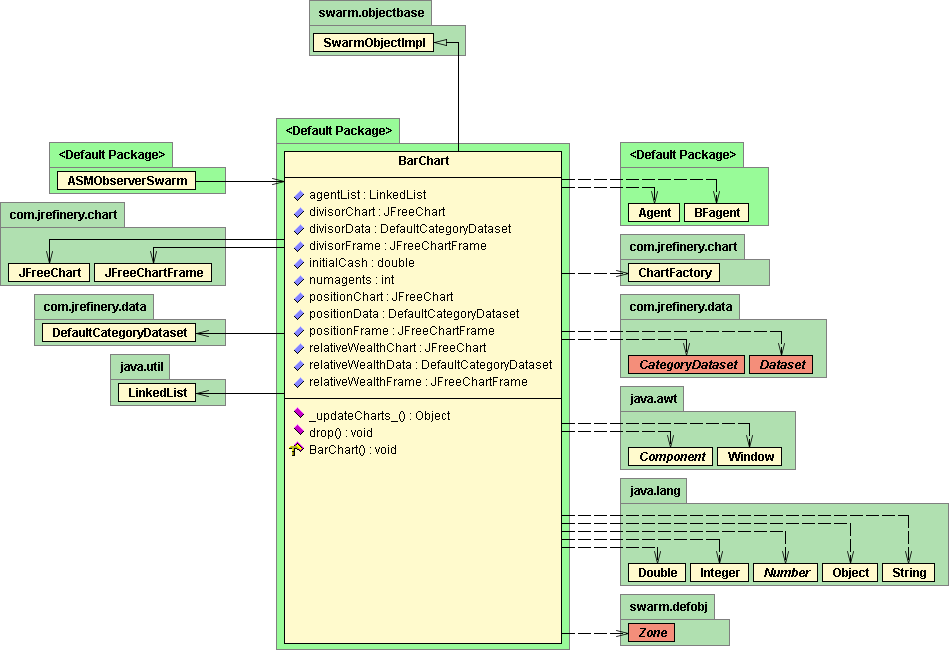 swarm.objectbase
SwarmObjectImpl
<Default Package>
ASMObserverSwarm
com.jrefinery.chart
JFreeChart
JFreeChartFrame
com.jrefinery.data
DefaultCategoryDataset
java.util
LinkedList
<Default Package>
BarChart
agentList : LinkedList
divisorChart : JFreeChart
divisorData : DefaultCategoryDataset
divisorFrame : JFreeChartFrame
initialCash : double
numagents : int
positionChart : JFreeChart
positionData : DefaultCategoryDataset
positionFrame : JFreeChartFrame
relativeWealthChart : JFreeChart
relativeWealthData : DefaultCategoryDataset
relativeWealthFrame : JFreeChartFrame
_updateCharts_() : Object
drop() : void
BarChart() : void
<Default Package>
Agent
BFagent
com.jrefinery.chart
ChartFactory
com.jrefinery.data
CategoryDataset
Dataset
java.awt
Component
Window
java.lang
Double
Integer
Number
Object
String
swarm.defobj
Zone